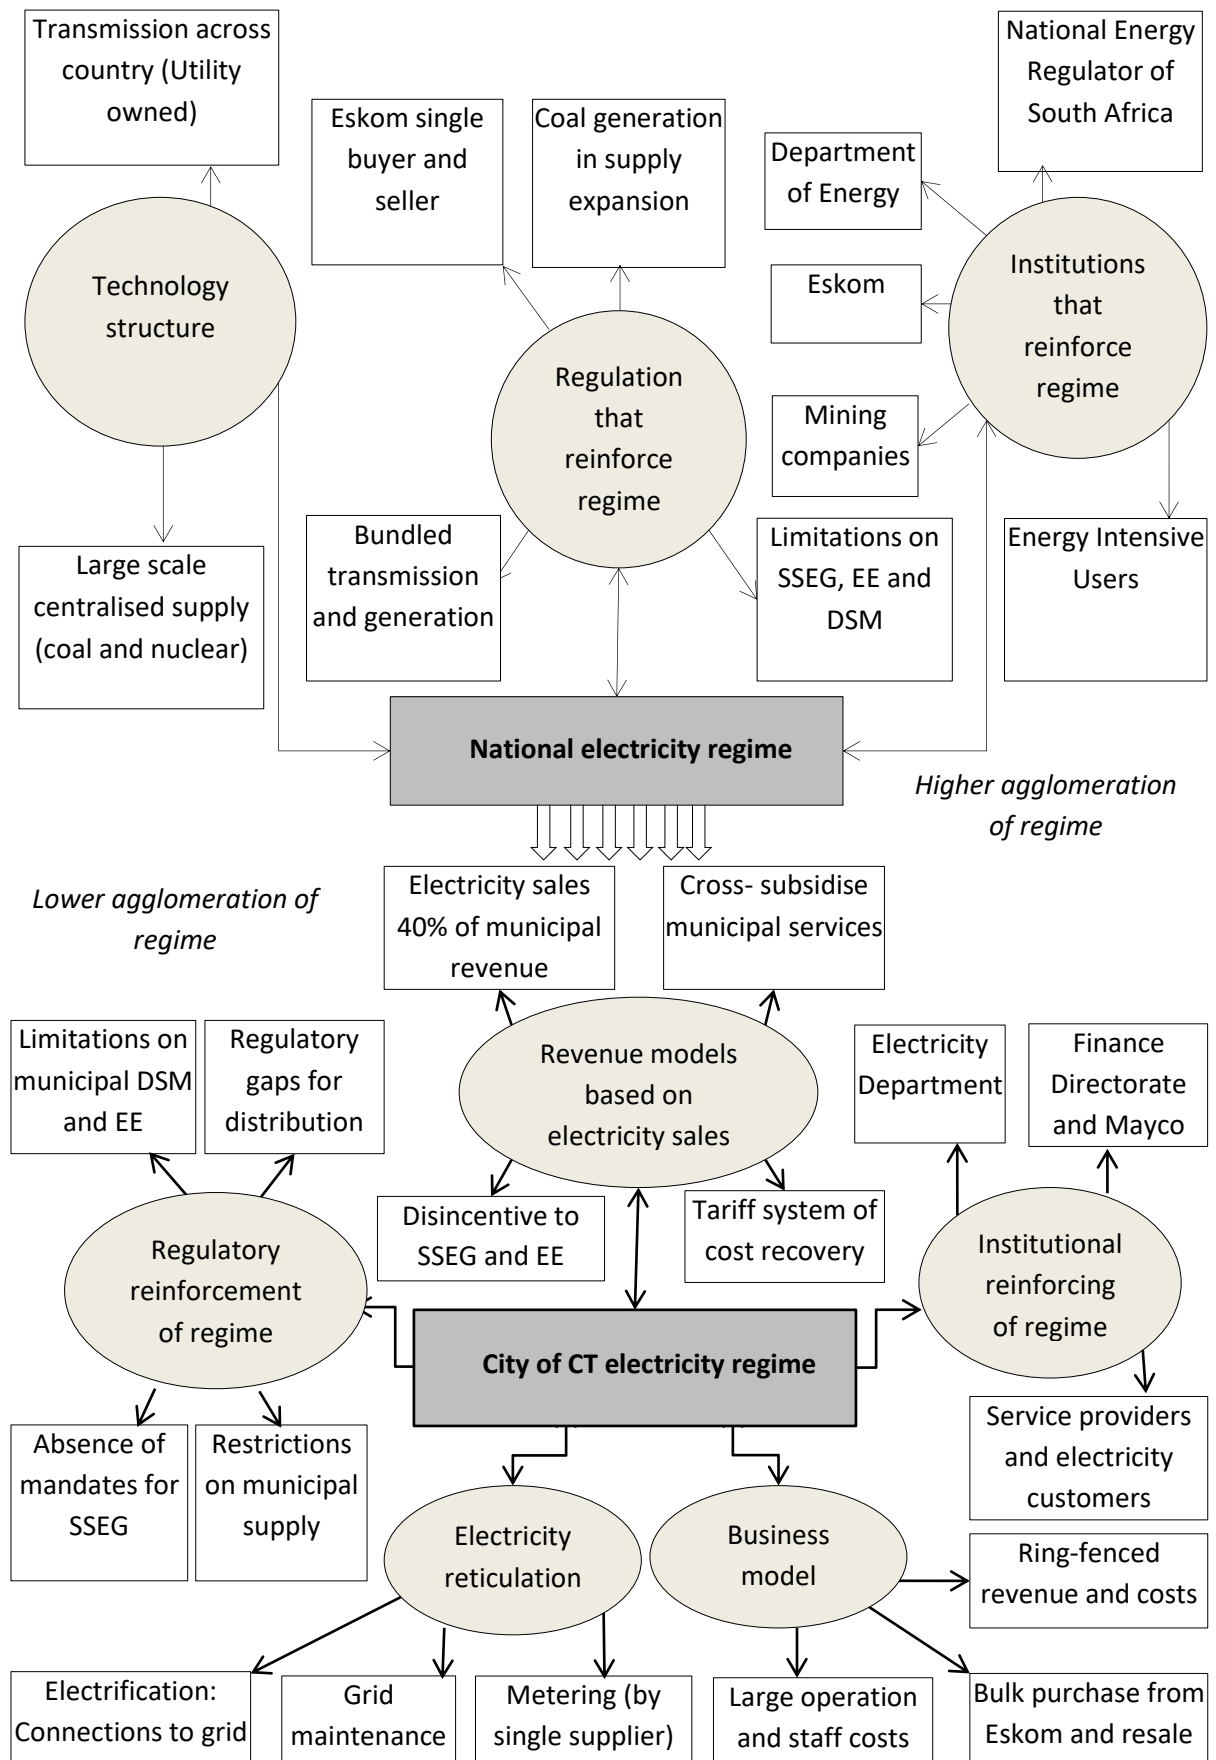 Transmission across
country (Utility
owned)
Eskom single
buyer and
seller
Coal generation
in supply
expansion
National Energy
Regulator of
South Africa
Department
of Energy
Technology
structure
Eskom
Institutions
that
reinforce
regime
Regulation
that
reinforce
regime
Mining
companies
Large scale
centralised supply
(coal and nuclear)
Bundled
transmission
and generation
Limitations on
SSEG, EE and
DSM
Energy Intensive
Users
National electricity regime
Higher agglomeration
of regime
Lower agglomeration of
regime
Electricity sales
40% of municipal
revenue
Cross- subsidise
municipal services
Limitations on
municipal DSM
and EE
Regulatory
gaps for
distribution
Revenue models
based on
electricity sales
Electricity
Department
Finance
Directorate
and Mayco
Regulatory
reinforcement
of regime
Disincentive to
SSEG and EE
Tariff system of
cost recovery
Institutional
reinforcing
of regime
City of CT electricity regime
Absence of
mandates for
SSEG
Restrictions
on municipal
supply
Service providers
and electricity
customers
Electricity
reticulation
Business
model
Ring-fenced
revenue and costs
Electrification:
Connections to grid
Grid
maintenance
Metering (by
single supplier)
Large operation
and staff costs
Bulk purchase from
Eskom and resale